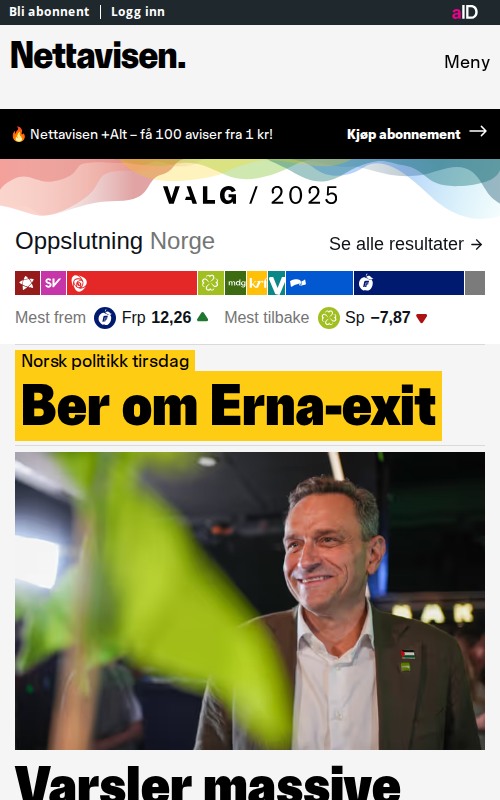 Bli abonnent | Logg inn
aID
Nettavisen.
Meny
🔥 Nettavisen +Alt – få 100 aviser fra 1 kr!
Kjøp abonnement →
VALG / 2025
Oppslutning Norge
Se alle resultater →
SV mdg krf V
Mest frem Frp 12,26 ▲ Mest tilbake Sp −7,87 ▼
Norsk politikk tirsdag
Ber om Erna-exit
Varsler massive